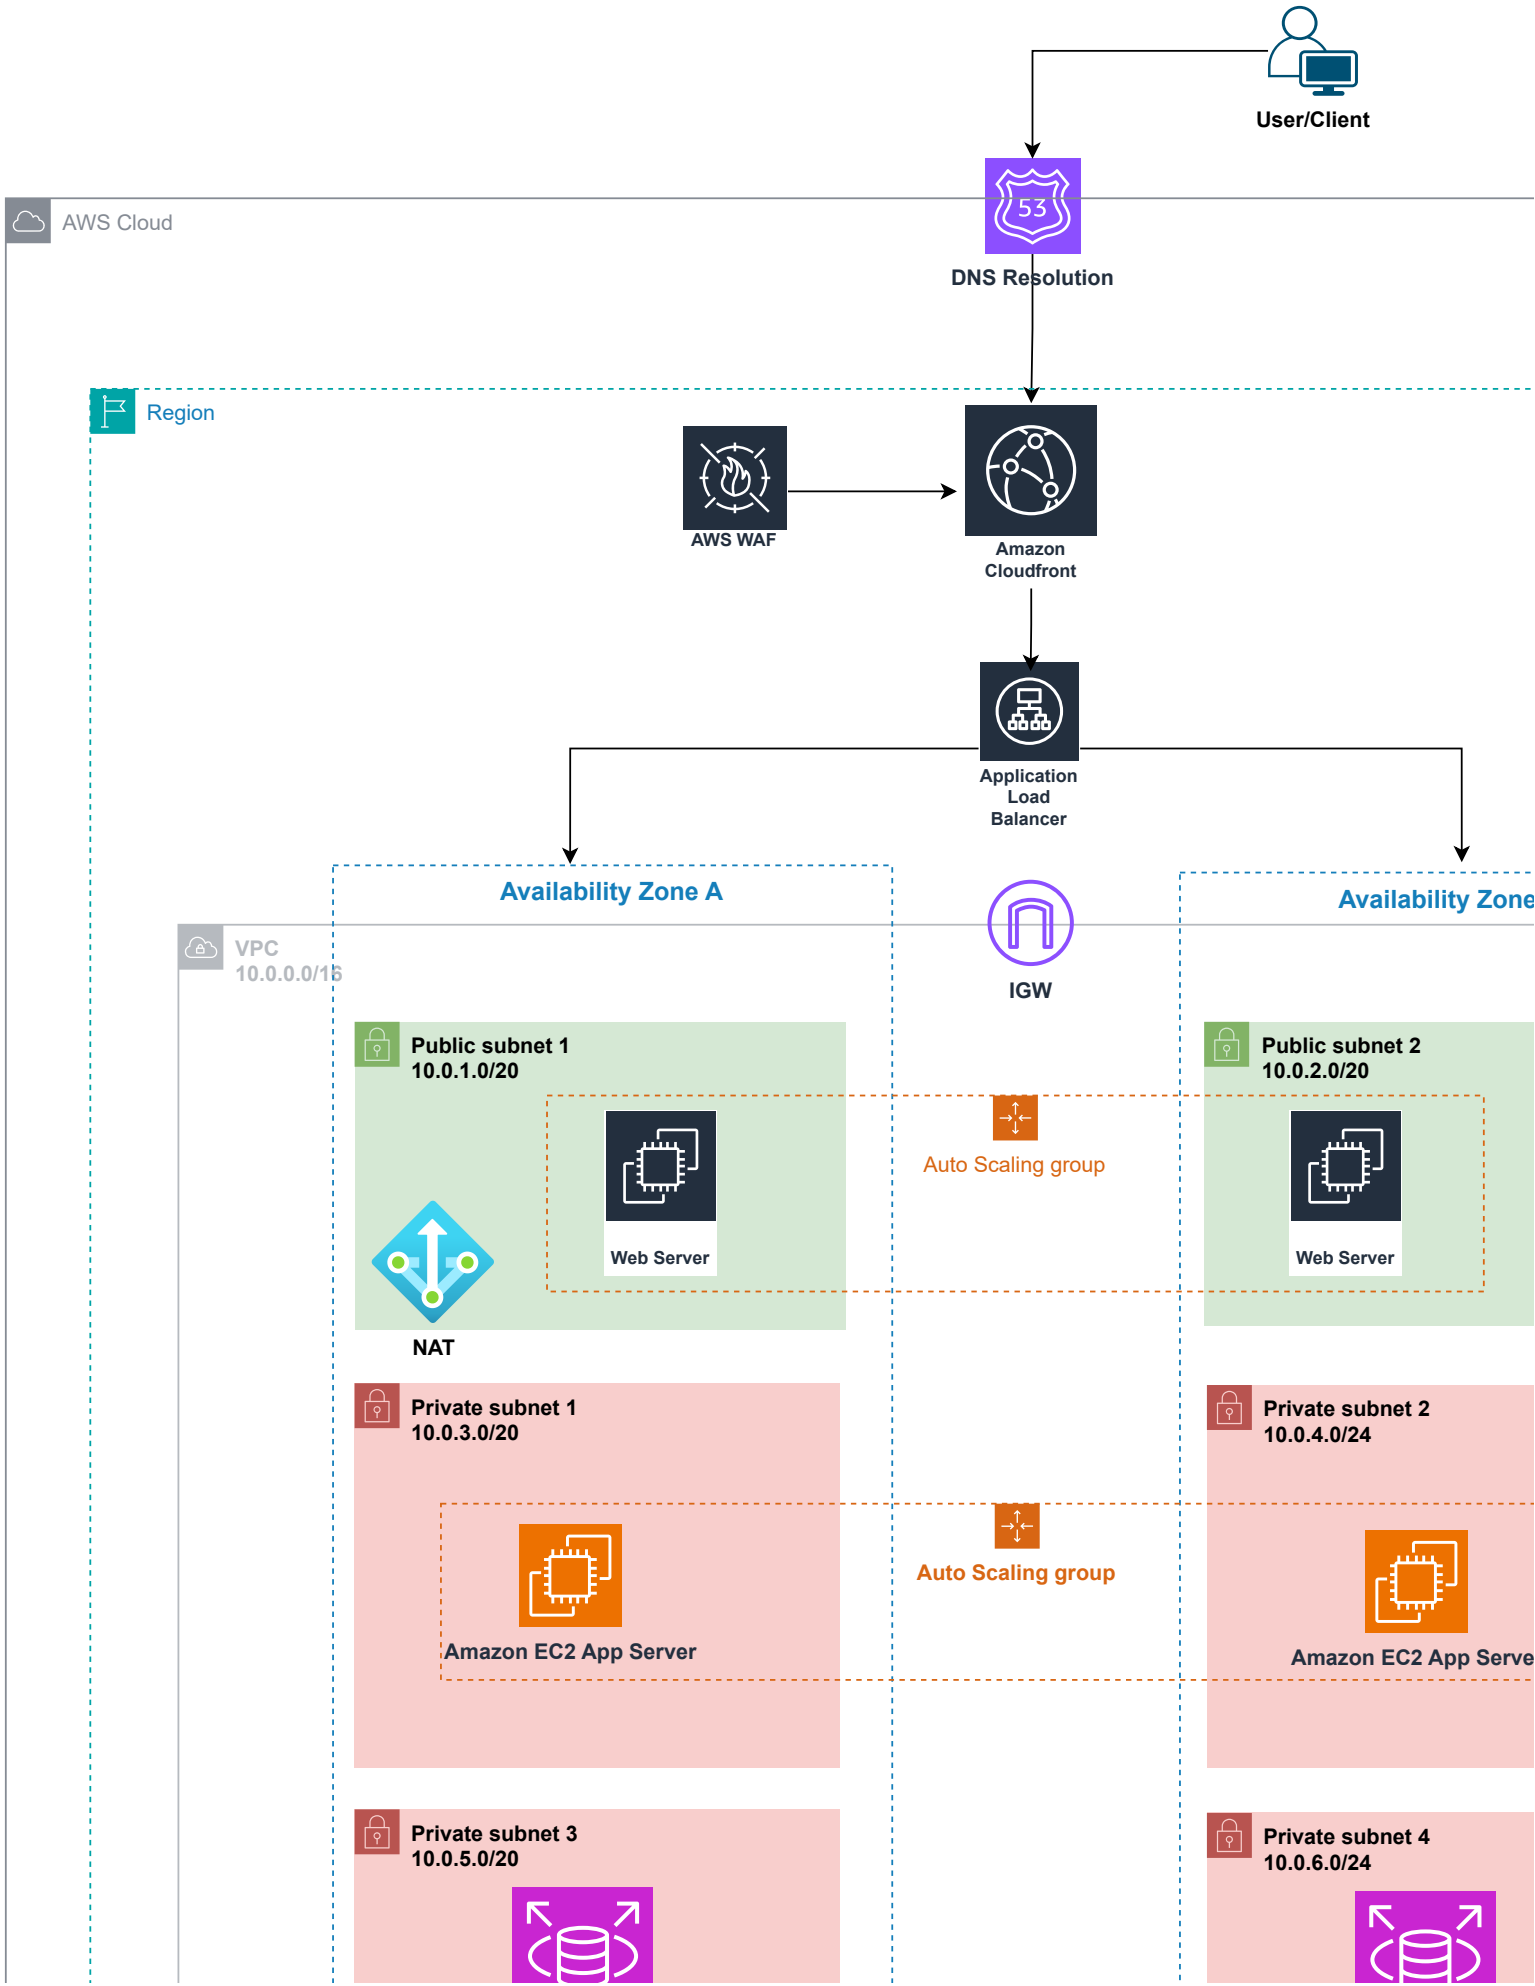 User/Client
53
AWS Cloud
DNS Resolution
Region
AWS WAF
Amazon
Cloudfront
Application
Load
Balancer
Availability Zone A
Availability Zone
VPC
10.0.0.0/16
IGW
Public subnet 1
10.0.1.0/20
Public subnet 2
10.0.2.0/20
Auto Scaling group
Web Server
Web Server
NAT
Private subnet 1
10.0.3.0/20
Private subnet 2
10.0.4.0/24
Auto Scaling group
Amazon EC2 App Server
Amazon EC2 App Serve
Private subnet 3
10.0.5.0/20
Private subnet 4
10.0.6.0/24